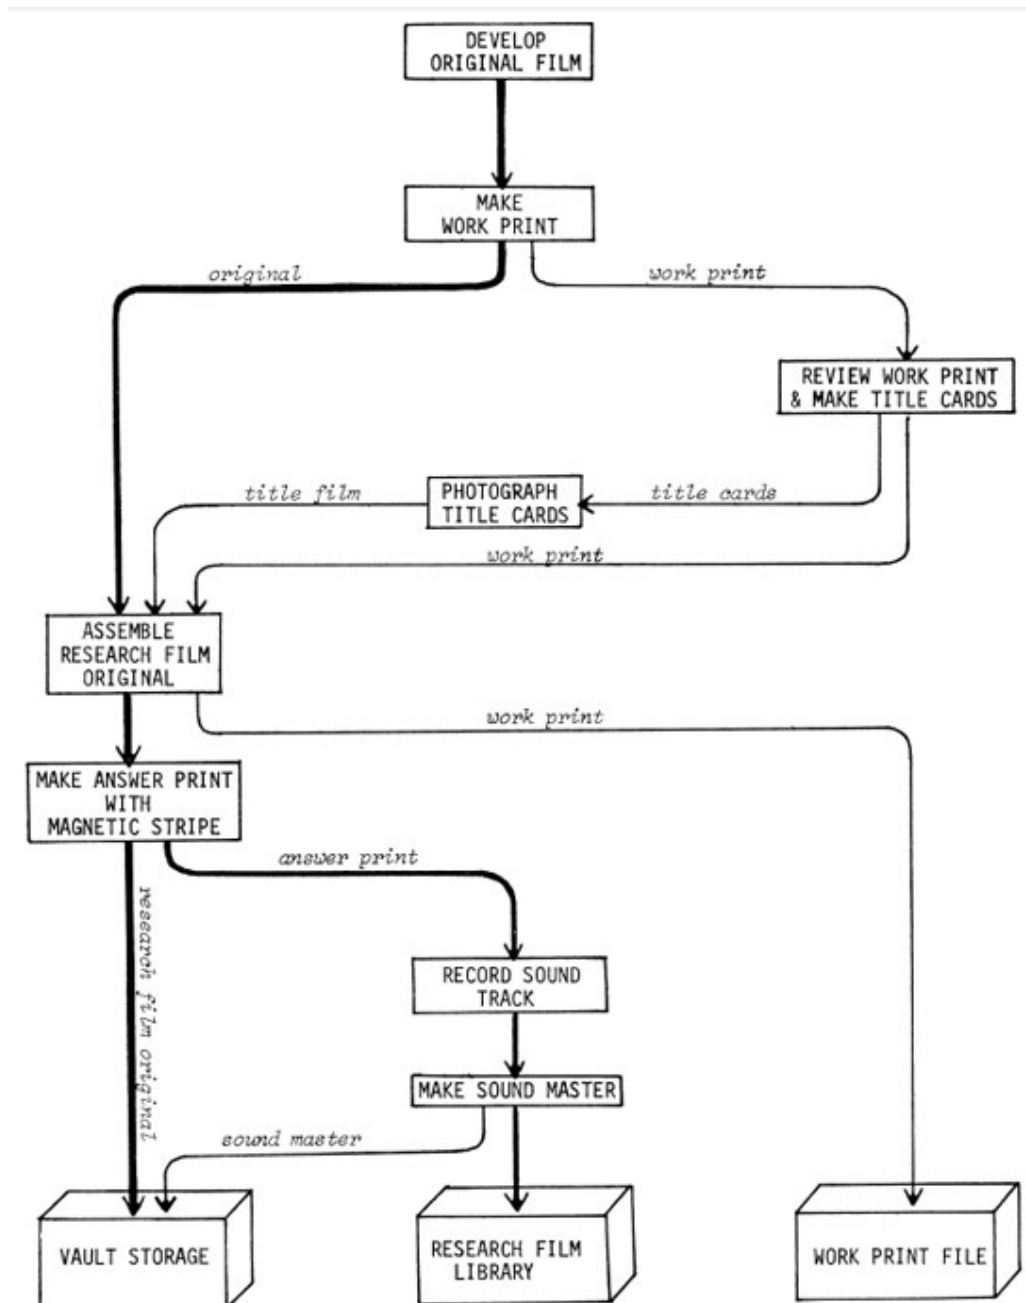 DEVELOP
ORIGINAL FILM
MAKE
WORK PRINT
original
work print
REVIEW WORK PRINT
& MAKE TITLE CARDS
title film
PHOTOGRAPH
TITLE CARDS
title cards
work print
ASSEMBLE
RESEARCH FILM
ORIGINAL
work print
MAKE ANSWER PRINT
WITH
MAGNETIC STRIPE
answer print
research film original
RECORD SOUND
TRACK
MAKE SOUND MASTER
sound master
VAULT STORAGE
RESEARCH FILM
LIBRARY
WORK PRINT FILE